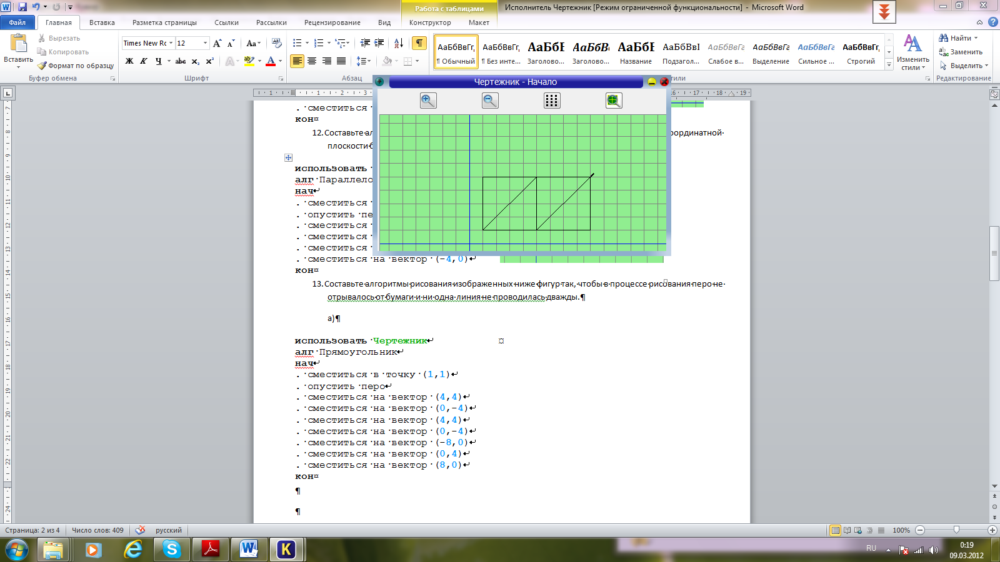 Работа с таблицами
Исполнитель Чертежник [Режим ограниченной функциональности] - Microsoft Word
Файл Главная Вставка Разметка страницы Ссылки Рассылки Рецензирование Вид Конструктор Макет
Вставить
Вырезать
Копировать
Формат по образцу
Буфер обмена
Times New Rc 12
Aa
Ж К Ч abc x₂ x²
Шрифт
Абзац
АаБбВвГг, АаБбВвГг, АаБбЕ АаБбВв АаБбЕ АаБбВвІ АаБбВвГг АаБбВвГг АаБбВвГг АаБбВвГг,
¶ Обычный ¶ Без инте... Заголово... Заголово... Название Подзагол... Слабое в... Выделение Сильное ... Строгий
тили
Изменить стили
Найти
Заменить
Выделить
Редактирование
Чертежник - Начало
. сместиться
кон
12. Составьте ал
ординатной
плоскости б
использовать
алг Параллело
нач
. сместиться
. опустить пе
. сместиться
. сместиться
. сместиться
. сместиться на вектор (-4,0)
кон
13. Составьте алгоритмы рисования изображенных ниже фигур так, чтобы в процессе рисования перо не
отрывалось от бумаги и ни одна линия не проводилась дважды.¶
а)¶
использовать Чертежник
алг Прямоугольник
нач
. сместиться в точку (1,1)
. опустить перо
. сместиться на вектор (4,4)
. сместиться на вектор (0,-4)
. сместиться на вектор (4,4)
. сместиться на вектор (0,-4)
. сместиться на вектор (-8,0)
. сместиться на вектор (0,4)
. сместиться на вектор (8,0)
кон
¶
¶
Страница: 2 из 4 Число слов: 409 русский 100%
RU 0:19
09.03.2012